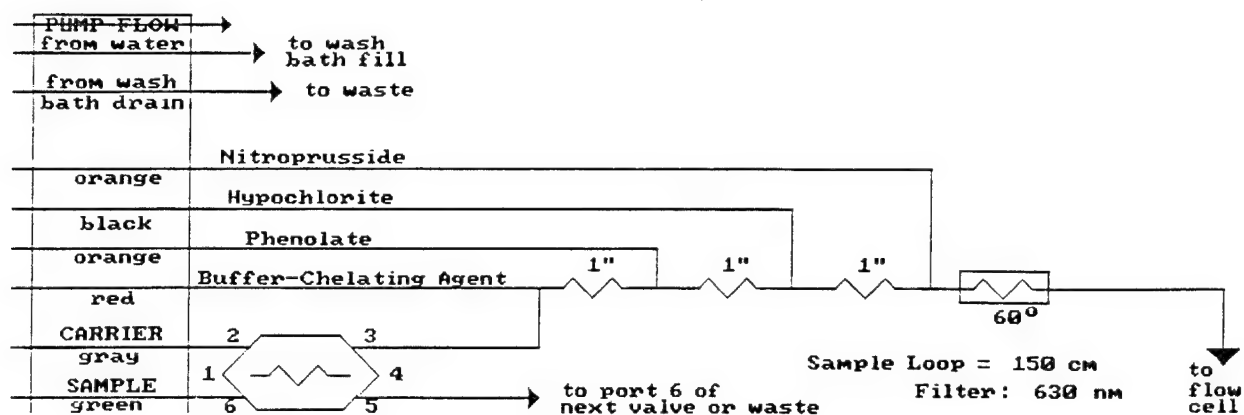 PUMP FLOW
from water
to wash
bath fill
from wash
bath drain
to waste
Nitroprusside
orange
Hypochlorite
black
Phenolate
orange
Buffer-Chelating Agent
red
1"
1"
1"
60°
CARRIER
gray
2
3
1
4
SAMPLE
green
6
5
to port 6 of
next valve or waste
Sample Loop = 150 cm
Filter: 630 nm
to
flow
cell